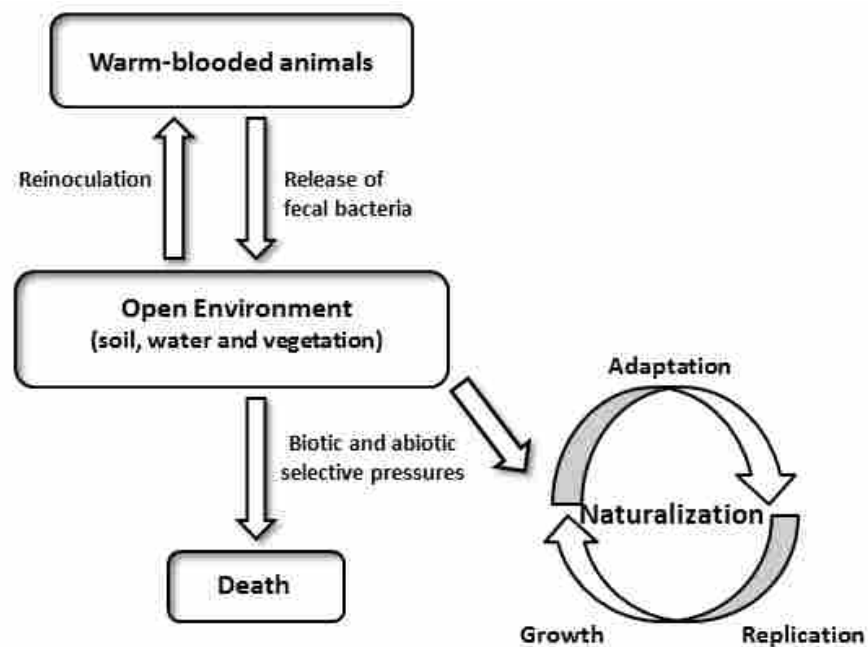 Warm-blooded animals
Reinoculation
Release of
fecal bacteria
Open Environment
(soil, water and vegetation)
Adaptation
Biotic and abiotic
selective pressures
Naturalization
Death
Growth
Replication